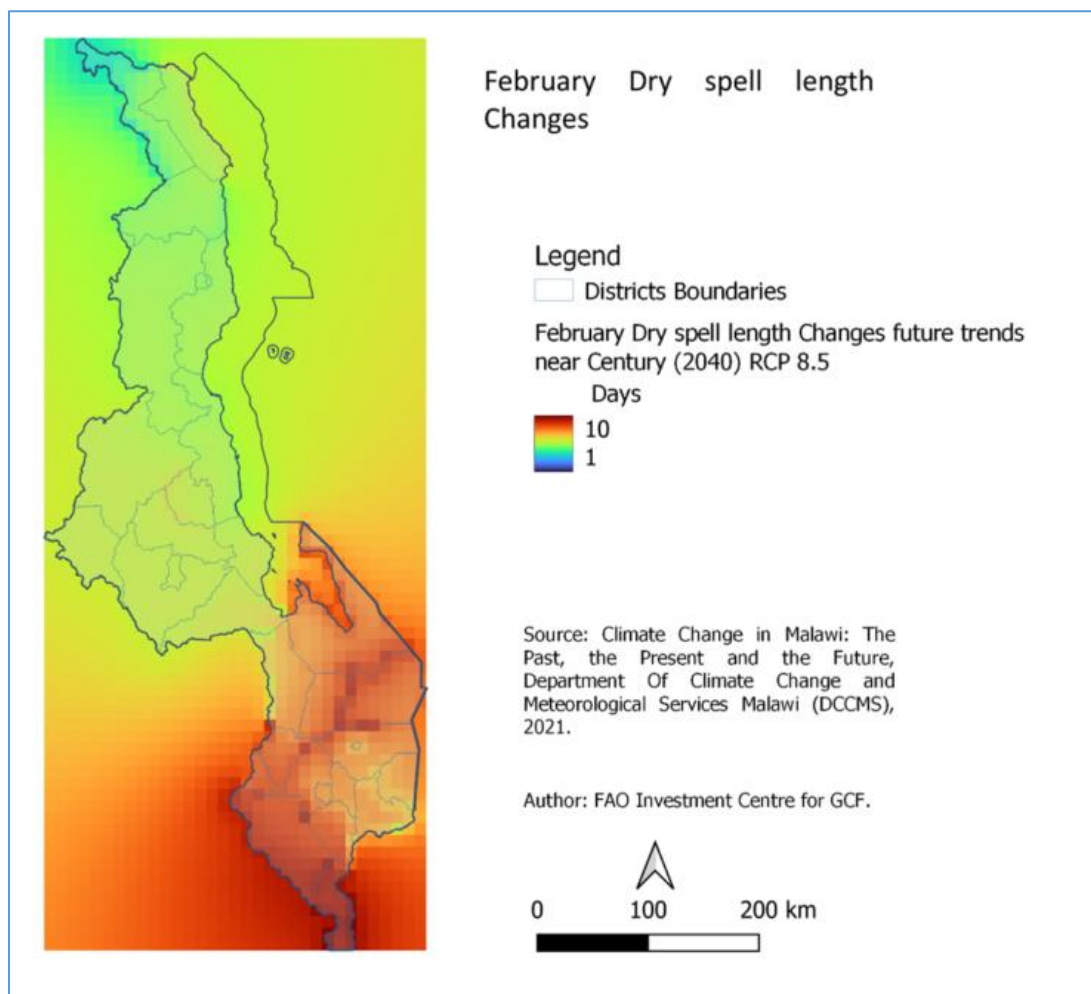 February Dry spell length
Changes
Legend
Districts Boundaries
February Dry spell length Changes future trends
near Century (2040) RCP 8.5
Days
10
1
Source: Climate Change in Malawi: The
Past, the Present and the Future,
Department Of Climate Change and
Meteorological Services Malawi (DCCMS),
2021.
Author: FAO Investment Centre for GCF.
0 100 200 km